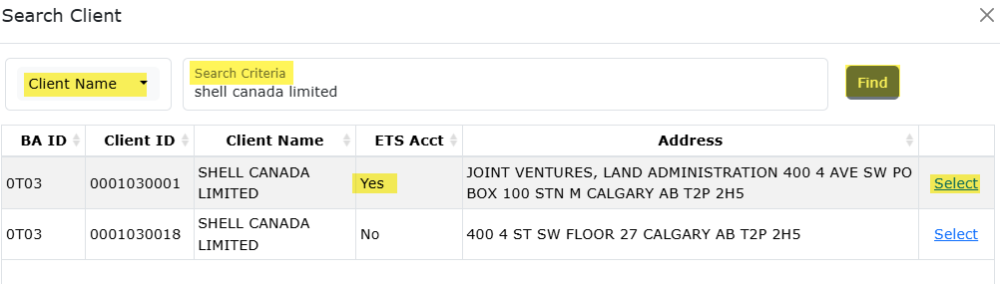 Search Client
Client Name
Search Criteria
shell canada limited
Find
BA ID Client ID Client Name ETS Acct Address
0T03 0001030001 SHELL CANADA LIMITED Yes JOINT VENTURES, LAND ADMINISTRATION 400 4 AVE SW PO BOX 100 STN M CALGARY AB T2P 2H5 Select
0T03 0001030018 SHELL CANADA LIMITED No 400 4 ST SW FLOOR 27 CALGARY AB T2P 2H5 Select